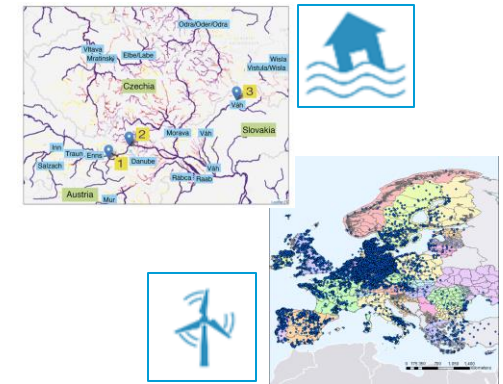 Odra/Oder/Odra
Vltava
Mratinski
Elbe/Labe
Wisla
Vistula/Wisla
Czechia
3
Vah
2
Morava
Vah
Slovakia
Inn
Traun
Enns
1
Danube
Salzach
Vah
Rabca
Raab
Austria
Mur